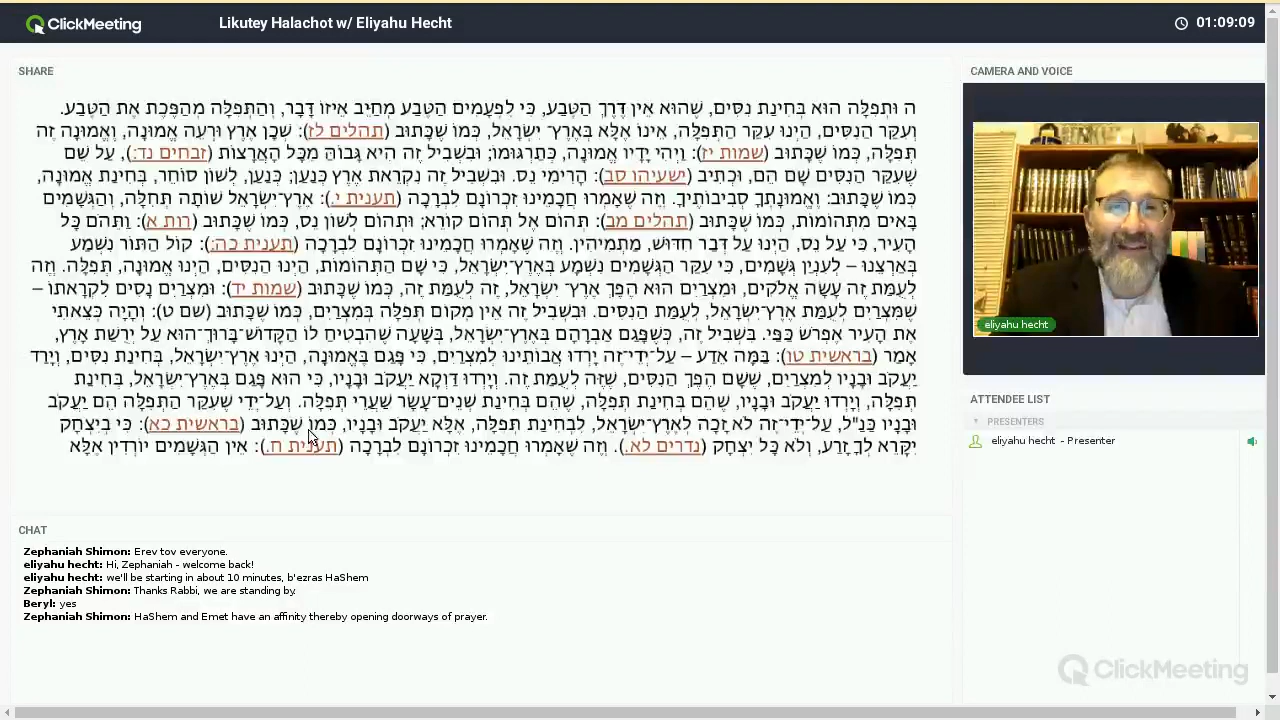 ClickMeeting
Likutey Halachot w/ Eliyahu Hecht
01:09:09
SHARE
ה וּתְפִלָּה הוּא בְּחִינַת נִסִּים, שֶׁהוּא אֵין דֶּרֶךְ הַטֶּבַע, כִּי לִפְעָמִים הַטֶּבַע מְחַיֵּב אֵיזוֹ דָּבָר, וְהַתְּפִלָּה מְהַפֶּכֶת אֶת הַטֶּבַע.
וְעִקַּר הַנִּסִּים, הַיְנוּ עִקַּר הַתְּפִלָּה, אֵינוֹ אֶלָּא בְּאֶרֶץ־ יִשְׂרָאֵל, כְּמוֹ שֶׁכָּתוּב (תהלים לז): שְׁכָן אֶרֶץ וּרְעֵה אֱמוּנָה, וֶאֱמוּנָה זֶה
תְּפִלָּה, כְּמוֹ שֶׁכָּתוּב (שמות יז): וַיְהִי יָדָיו אֱמוּנָה, כְּתַרְגּוּמוֹ; וּבִשְׁבִיל זֶה הִיא גְּבוֹהַּ מִכָּל הָאֲרָצוֹת (זבחים נד:), עַל שֵׁם
שֶׁעִקַּר הַנִּסִּים שָׁם הֵם, וּכְתִיב (ישעיהו סב): הָרִימִי נֵס. וּבִשְׁבִיל זֶה נִקְרֵאת אֶרֶץ כְּנַעַן; כְּנַעַן, לְשׁוֹן סוֹחֵר, בְּחִינַת אֱמוּנָה,
כְּמוֹ שֶׁכָּתוּב: וֶאֱמוּנָתְךָ סְבִיבוֹתֶיךָ. וְזֶה שֶׁאָמְרוּ חֲכָמֵינוּ זִכְרוֹנָם לִבְרָכָה (תענית י.): אֶרֶץ־יִשְׂרָאֵל שׁוֹתָה תְּחִלָּה, וְהַגְּשָׁמִים
בָּאִים מִתְּהוֹמוֹת, כְּמוֹ שֶׁכָּתוּב (תהלים מב): תְּהוֹם אֶל תְּהוֹם קוֹרֵא; וּתְהוֹם לְשׁוֹן נֵס כְּמוֹ שֶׁכָּתוּב (רות א): וַתֵּהֹם כָּל
הָעִיר, כִּי עַל נֵס, הַיְנוּ עַל דְּבַר חִדּוּשׁ, מַתְמִיהִין. וְזֶה שֶׁאָמְרוּ חֲכָמֵינוּ זִכְרוֹנָם לִבְרָכָה (תענית כה:): קוֹל הַתּוֹר נִשְׁמַע
בְּאַרְצֵנוּ – לְעִנְיַן גְּשָׁמִים, כִּי עִקַּר הַגְּשָׁמִים נִשְׁמָע בְּאֶרֶץ־יִשְׂרָאֵל, כִּי שָׁם הַתְּהוֹמוֹת, הַיְנוּ הַנִּסִּים, הַיְנוּ אֱמוּנָה, תְּפִלָּה. וְזֶה
לְעֻמַּת זֶה עָשָׂה אֱלֹקִים, וּמִצְרַיִם הוּא הֶפֶךְ אֶרֶץ־ יִשְׂרָאֵל, זֶה לְעֻמַּת זֶה, כְּמוֹ שֶׁכָּתוּב (שמות יד): וּמִצְרַיִם נָסִים לִקְרָאתוֹ –
שֶׁמִּצְרַיִם לְעֻמַּת אֶרֶץ־יִשְׂרָאֵל, לְעֻמַּת הַנִּסִּים. וּבִשְׁבִיל זֶה אֵין מְקוֹם תְּפִלָּה בְּמִצְרַיִם, כְּמוֹ שֶׁכָּתוּב (שם ט): וְהָיָה כְּצֵאתִי
אֶת הָעִיר אֶפְרֹשׂ כַּפַּי. בִּשְׁבִיל זֶה, כְּשֶׁפָּגַם אַבְרָהָם בְּאֶרֶץ־יִשְׂרָאֵל, בְּשָׁעָה שֶׁהִבְטִיחַ לוֹ הַקָּדוֹשׁ־בָּרוּךְ־הוּא עַל יְרֻשַּׁת אֶרֶץ,
אָמַר (בראשית טו): בַּמָּה אֵדַע – עַל־יְדֵי־זֶה יָרְדוּ אֲבוֹתֵינוּ לְמִצְרַיִם, כִּי פָּגַם בֶּאֱמוּנָה, הַיְנוּ אֶרֶץ־יִשְׂרָאֵל, בְּחִינַת נִסִּים, וְיָרַד
יַעֲקֹב וּבָנָיו לְמִצְרַיִם, שֶׁשָּׁם הֶפֶךְ הַנִּסִּים, שֶׁזֶּה לְעֻמַּת זֶה. וְיָרְדוּ דַּוְקָא יַעֲקֹב וּבָנָיו, כִּי הוּא פָּגַם בְּאֶרֶץ־יִשְׂרָאֵל, בְּחִינַת
תְּפִלָּה, וְיָרְדוּ יַעֲקֹב וּבָנָיו, שֶׁהֵם בְּחִינַת תְּפִלָּה, שֶׁהֵם בְּחִינַת שְׁנֵים־עָשָׂר שַׁעֲרֵי תְּפִלָּה. וְעַל־יְדֵי שֶׁעִקַּר הַתְּפִלָּה הֵם יַעֲקֹב
וּבָנָיו כַּנַּ"ל, עַל־יְדֵי־זֶה לֹא זָכָה לְאֶרֶץ־יִשְׂרָאֵל, לִבְחִינַת תְּפִלָּה, אֶלָּא יַעֲקֹב וּבָנָיו, כְּמוֹ שֶׁכָּתוּב (בראשית כא): כִּי בְיִצְחָק
יִקָּרֵא לְךָ זָרַע, וְלֹא כָּל יִצְחָק (נדרים לא.). וְזֶה שֶׁאָמְרוּ חֲכָמֵינוּ זִכְרוֹנָם לִבְרָכָה (תענית ח.): אֵין הַגְּשָׁמִים יוֹרְדִין אֶלָּא
CHAT
Zephaniah Shimon: Erev tov everyone.
eliyahu hecht: Hi, Zephaniah - welcome back!
eliyahu hecht: we'll be starting in about 10 minutes, b'ezras HaShem
Zephaniah Shimon: Thanks Rabbi, we are standing by.
Beryl: yes
Zephaniah Shimon: HaShem and Emet have an affinity thereby opening doorways of prayer.
CAMERA AND VOICE
eliyahu hecht
ATTENDEE LIST
PRESENTERS
eliyahu hecht - Presenter
ClickMeeting